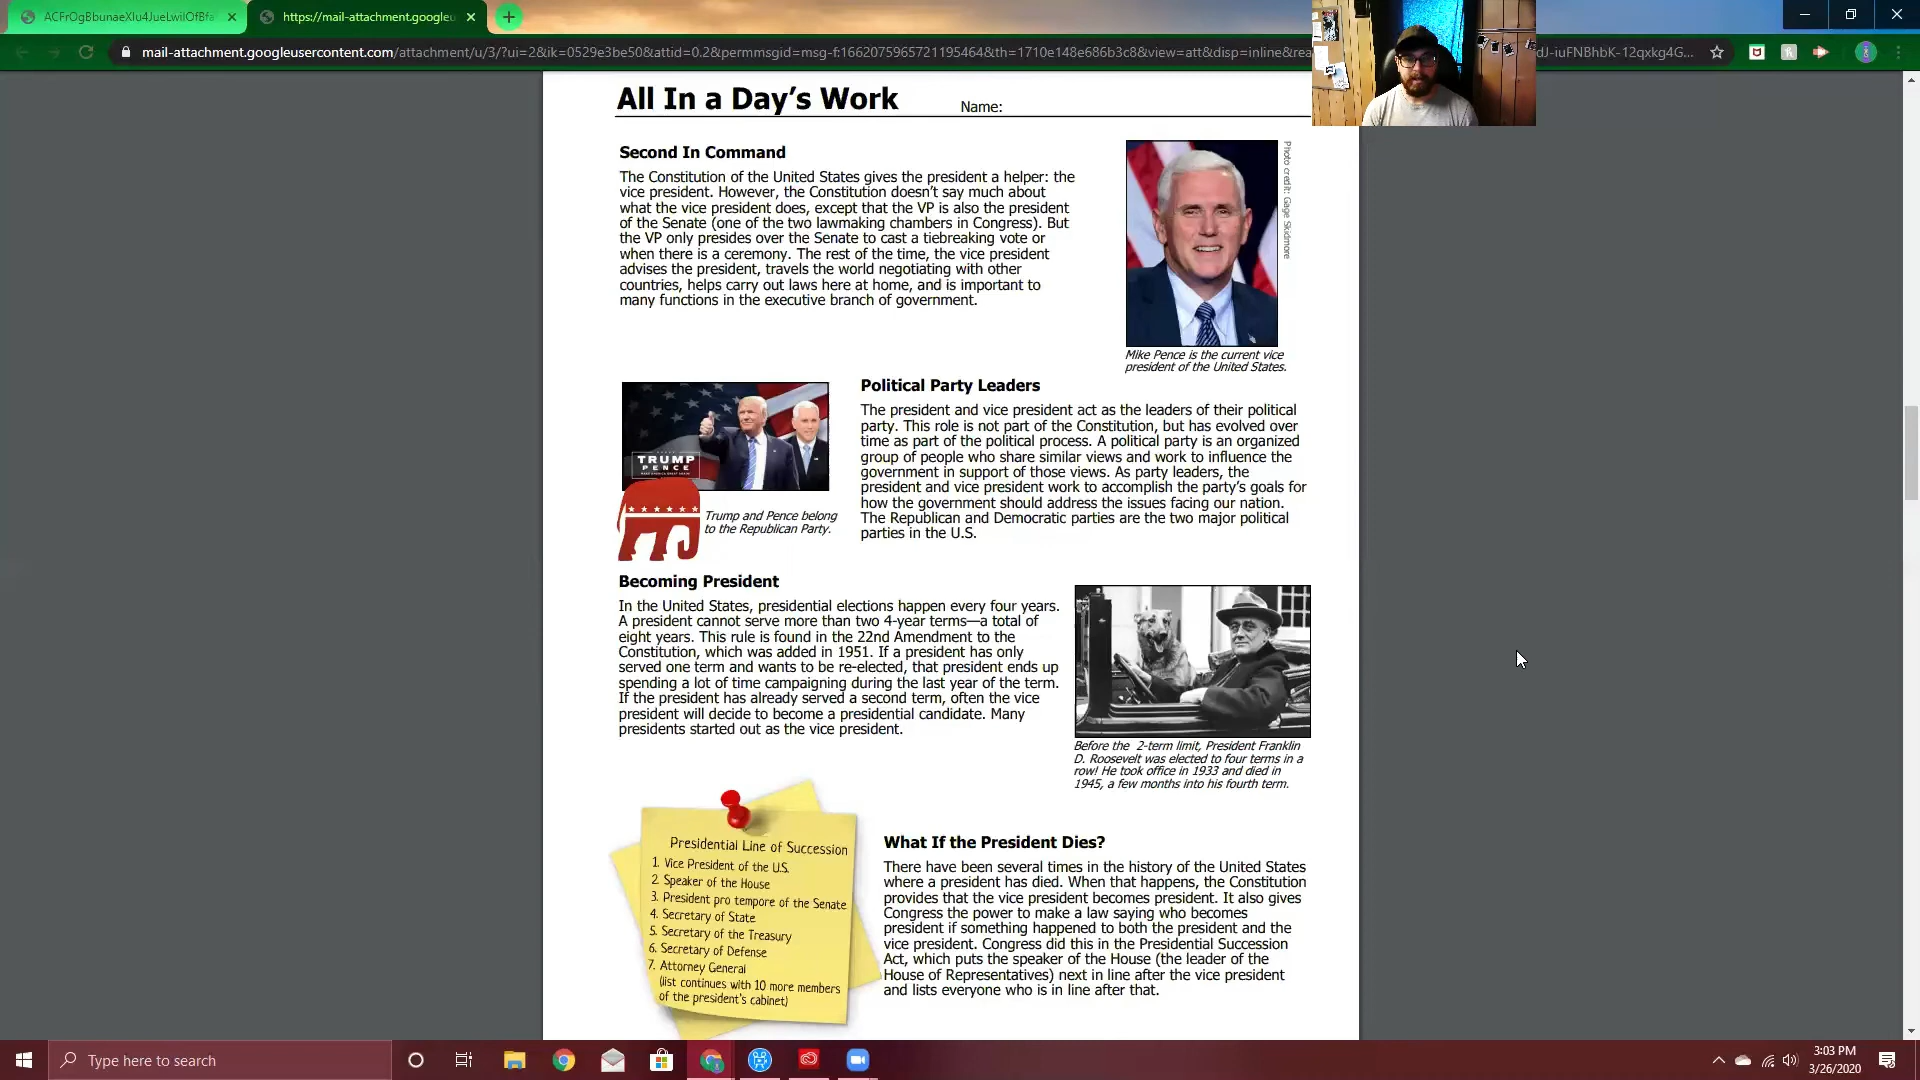 ACFrOgBbunaeXIu4JueLwiIOfBfa
https://mail-attachment.googleu
mail-attachment.googleusercontent.com/attachment/u/3/?ui=2&ik=0529e3be50&attid=0.2&permmsgid=msg-f:1662075965721195464&th=1710e148e686b3c8&view=att&disp=inline&rea
dJ-iuFNBhbK-12qxkg4G...
All In a Day's Work
Name:
Second In Command
The Constitution of the United States gives the president a helper: the
vice president. However, the Constitution doesn't say much about
what the vice president does, except that the VP is also the president
of the Senate (one of the two lawmaking chambers in Congress). But
the VP only presides over the Senate to cast a tiebreaking vote or
when there is a ceremony. The rest of the time, the vice president
advises the president, travels the world negotiating with other
countries, helps carry out laws here at home, and is important to
many functions in the executive branch of government.
Photo credit: Gage Skidmore
Mike Pence is the current vice
president of the United States.
TRUMP
PENCE
MAKE AMERICA GREAT AGAIN!
Trump and Pence belong
to the Republican Party.
Political Party Leaders
The president and vice president act as the leaders of their political
party. This role is not part of the Constitution, but has evolved over
time as part of the political process. A political party is an organized
group of people who share similar views and work to influence the
government in support of those views. As party leaders, the
president and vice president work to accomplish the party's goals for
how the government should address the issues facing our nation.
The Republican and Democratic parties are the two major political
parties in the U.S.
Becoming President
In the United States, presidential elections happen every four years.
A president cannot serve more than two 4-year terms—a total of
eight years. This rule is found in the 22nd Amendment to the
Constitution, which was added in 1951. If a president has only
served one term and wants to be re-elected, that president ends up
spending a lot of time campaigning during the last year of the term.
If the president has already served a second term, often the vice
president will decide to become a presidential candidate. Many
presidents started out as the vice president.
Before the 2-term limit, President Franklin
D. Roosevelt was elected to four terms in a
row! He took office in 1933 and died in
1945, a few months into his fourth term.
Presidential Line of Succession
1. Vice President of the U.S.
2. Speaker of the House
3. President pro tempore of the Senate
4. Secretary of State
5. Secretary of the Treasury
6. Secretary of Defense
7. Attorney General
(list continues with 10 more members
of the president's cabinet)
What If the President Dies?
There have been several times in the history of the United States
where a president has died. When that happens, the Constitution
provides that the vice president becomes president. It also gives
Congress the power to make a law saying who becomes
president if something happened to both the president and the
vice president. Congress did this in the Presidential Succession
Act, which puts the speaker of the House (the leader of the
House of Representatives) next in line after the vice president
and lists everyone who is in line after that.
Type here to search
3:03 PM
3/26/2020